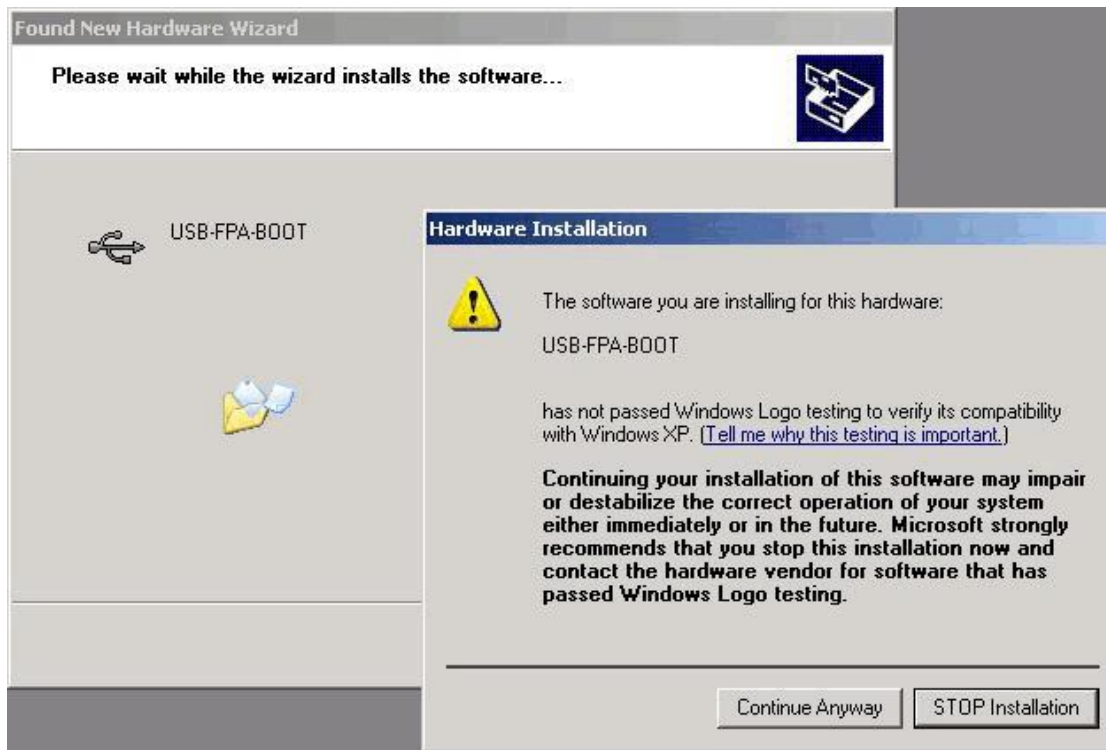 Found New Hardware Wizard
Please wait while the wizard installs the software...
USB-FPA-BOOT
Hardware Installation
The software you are installing for this hardware:
USB-FPA-BOOT
has not passed Windows Logo testing to verify its compatibility
with Windows XP. (Tell me why this testing is important.)
Continuing your installation of this software may impair
or destabilize the correct operation of your system
either immediately or in the future. Microsoft strongly
recommends that you stop this installation now and
contact the hardware vendor for software that has
passed Windows Logo testing.
Continue Anyway
STOP Installation